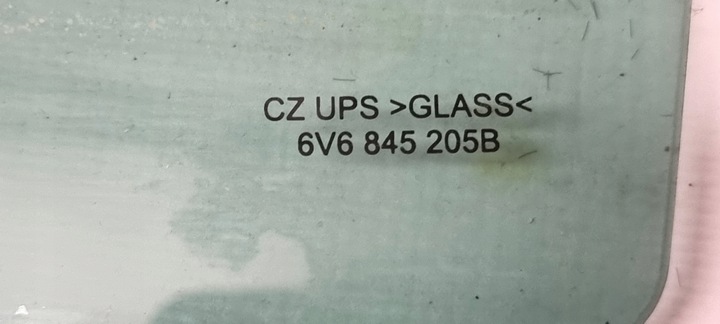 CZ UPS >GLASS<
6V6 845 205B